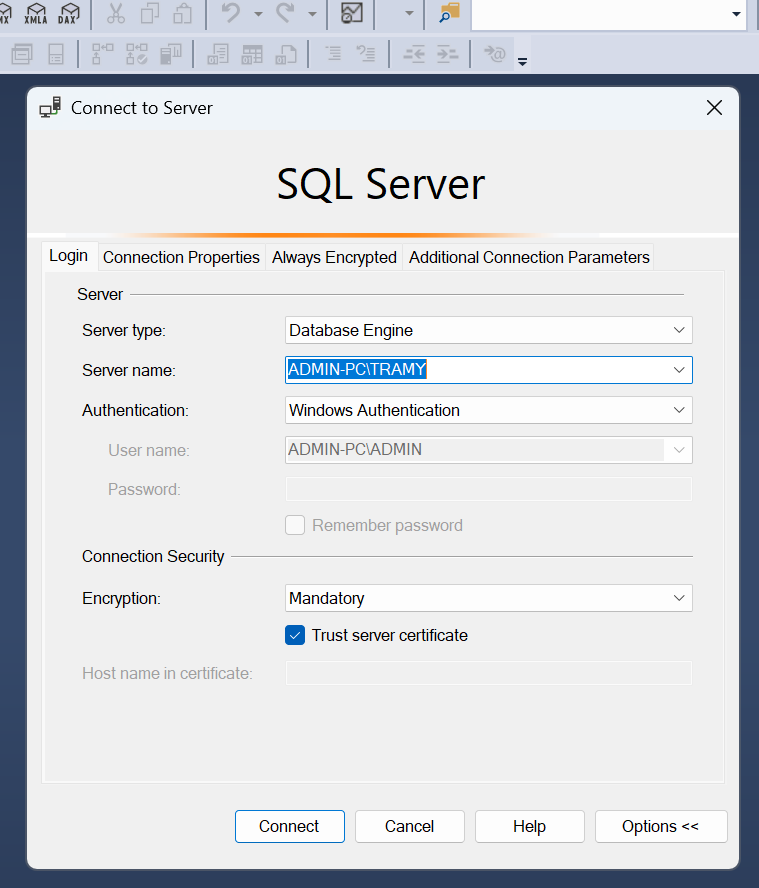 XMLA DAX
Connect to Server
SQL Server
Login Connection Properties Always Encrypted Additional Connection Parameters
Server
Server type: Database Engine
Server name: ADMIN-PC\TRAMY
Authentication: Windows Authentication
User name: ADMIN-PC\ADMIN
Password:
Remember password
Connection Security
Encryption: Mandatory
Trust server certificate
Host name in certificate:
Connect Cancel Help Options <<